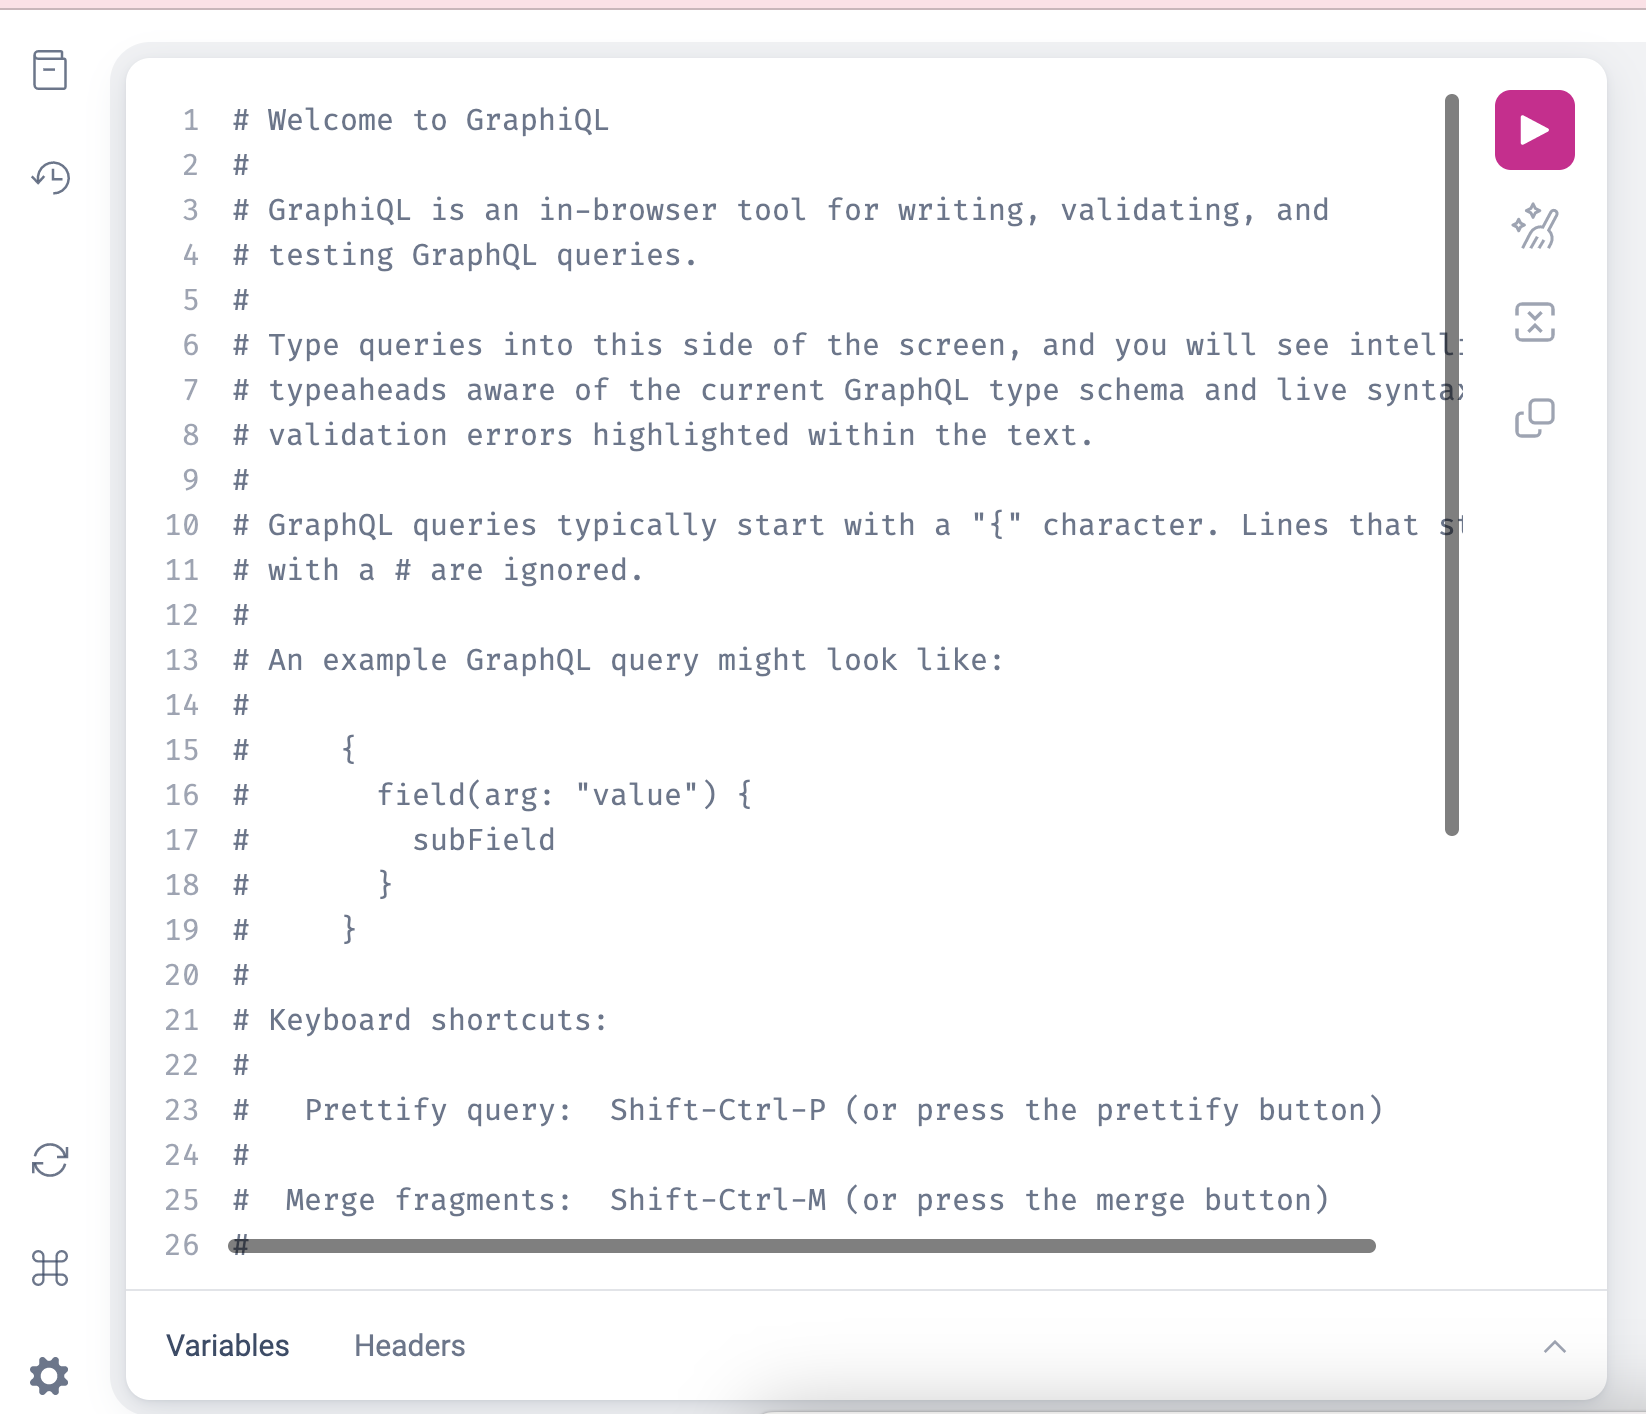 1 # Welcome to GraphiQL
2 #
3 # GraphiQL is an in-browser tool for writing, validating, and
4 # testing GraphQL queries.
5 #
6 # Type queries into this side of the screen, and you will see
7 # typeaheads aware of the current GraphQL type schema and live syntax
8 # validation errors highlighted within the text.
9 #
10 # GraphQL queries typically start with a "{" character. Lines that
11 # with a # are ignored.
12 #
13 # An example GraphQL query might look like:
14 #
15 #     {
16 #       field(arg: "value") {
17 #         subField
18 #       }
19 #     }
20 #
21 # Keyboard shortcuts:
22 #
23 #   Prettify query:  Shift-Ctrl-P (or press the prettify button)
24 #
25 #  Merge fragments:  Shift-Ctrl-M (or press the merge button)
26 #
Variables Headers